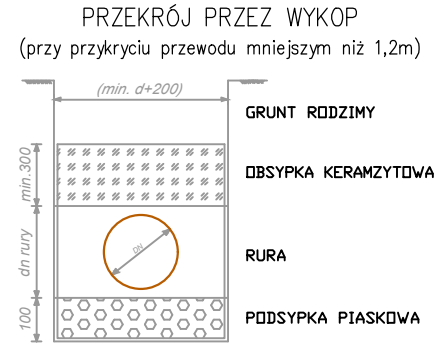 PRZEKRÓJ PRZEZ WYKOP
(przy przykryciu przewodu mniejszym niż 1,2m)
(min. d+200)
GRUNT RODZIMY
min.300
OBSYPKA KERAMZYTOWA
dn rury
DN
RURA
100
PODSYPKA PIASKOWA